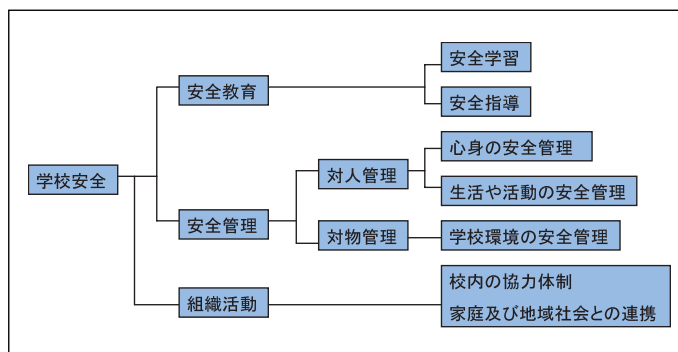 安全学習
安全教育
安全指導
心身の安全管理
対人管理
学校安全
生活や活動の安全管理
安全管理
対物管理
学校環境の安全管理
校内の協力体制
組織活動
家庭及び地域社会との連携